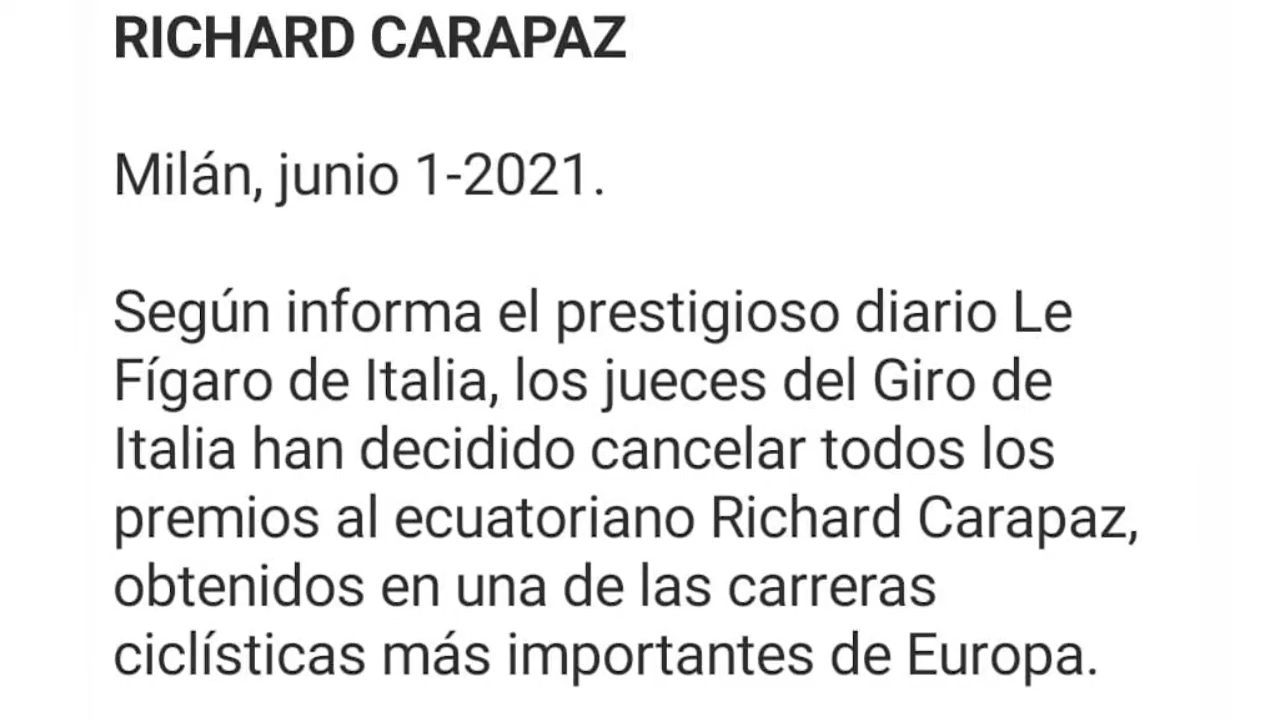 RICHARD CARAPAZ
Milán, junio 1-2021.
Según informa el prestigioso diario Le
Fígaro de Italia, los jueces del Giro de
Italia han decidido cancelar todos los
premios al ecuatoriano Richard Carapaz,
obtenidos en una de las carreras
ciclísticas más importantes de Europa.